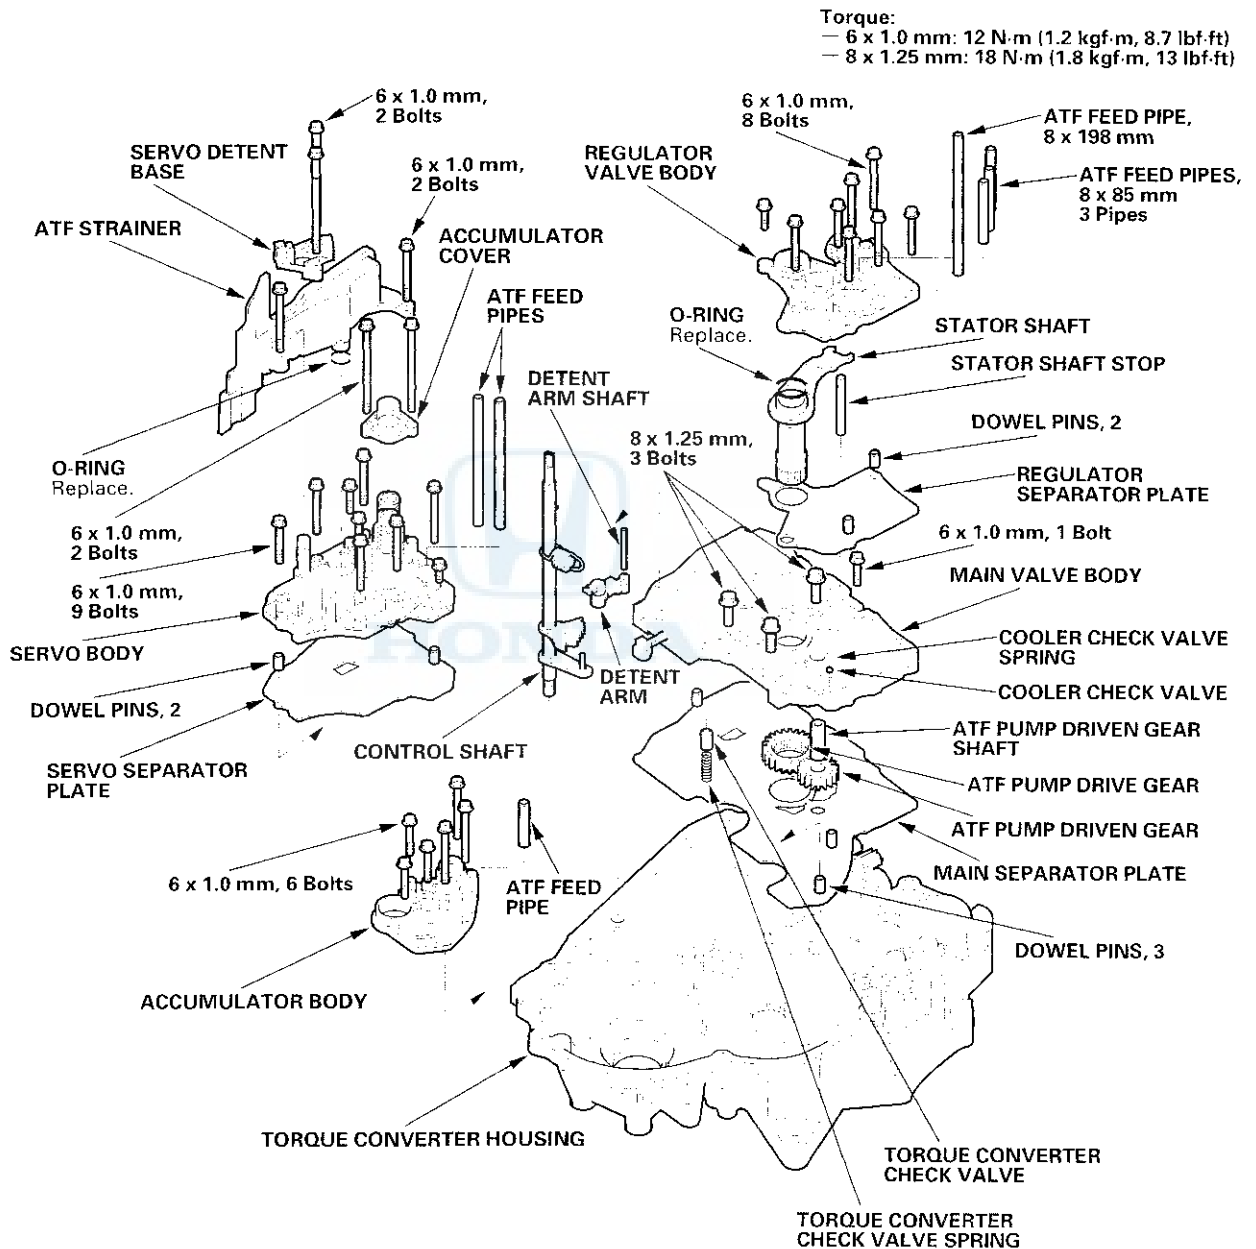 Torque:
— 6 x 1.0 mm: 12 N·m (1.2 kgf·m, 8.7 lbf·ft)
— 8 x 1.25 mm: 18 N·m (1.8 kgf·m, 13 lbf·ft)
6 x 1.0 mm,
2 Bolts
SERVO DETENT
BASE
ATF STRAINER
6 x 1.0 mm,
2 Bolts
ACCUMULATOR
COVER
ATF FEED
PIPES
DETENT
ARM SHAFT
6 x 1.0 mm,
8 Bolts
REGULATOR
VALVE BODY
ATF FEED PIPE,
8 x 198 mm
ATF FEED PIPES,
8 x 85 mm
3 Pipes
O-RING
Replace.
STATOR SHAFT
STATOR SHAFT STOP
DOWEL PINS, 2
8 x 1.25 mm,
3 Bolts
REGULATOR
SEPARATOR PLATE
6 x 1.0 mm, 1 Bolt
MAIN VALVE BODY
O-RING
Replace.
6 x 1.0 mm,
2 Bolts
6 x 1.0 mm,
9 Bolts
SERVO BODY
DOWEL PINS, 2
SERVO SEPARATOR
PLATE
CONTROL SHAFT
DETENT
ARM
HONDA
COOLER CHECK VALVE
SPRING
COOLER CHECK VALVE
ATF PUMP DRIVEN GEAR
SHAFT
ATF PUMP DRIVE GEAR
ATF PUMP DRIVEN GEAR
MAIN SEPARATOR PLATE
DOWEL PINS, 3
6 x 1.0 mm, 6 Bolts
ATF FEED
PIPE
ACCUMULATOR BODY
TORQUE CONVERTER HOUSING
TORQUE CONVERTER
CHECK VALVE
TORQUE CONVERTER
CHECK VALVE SPRING